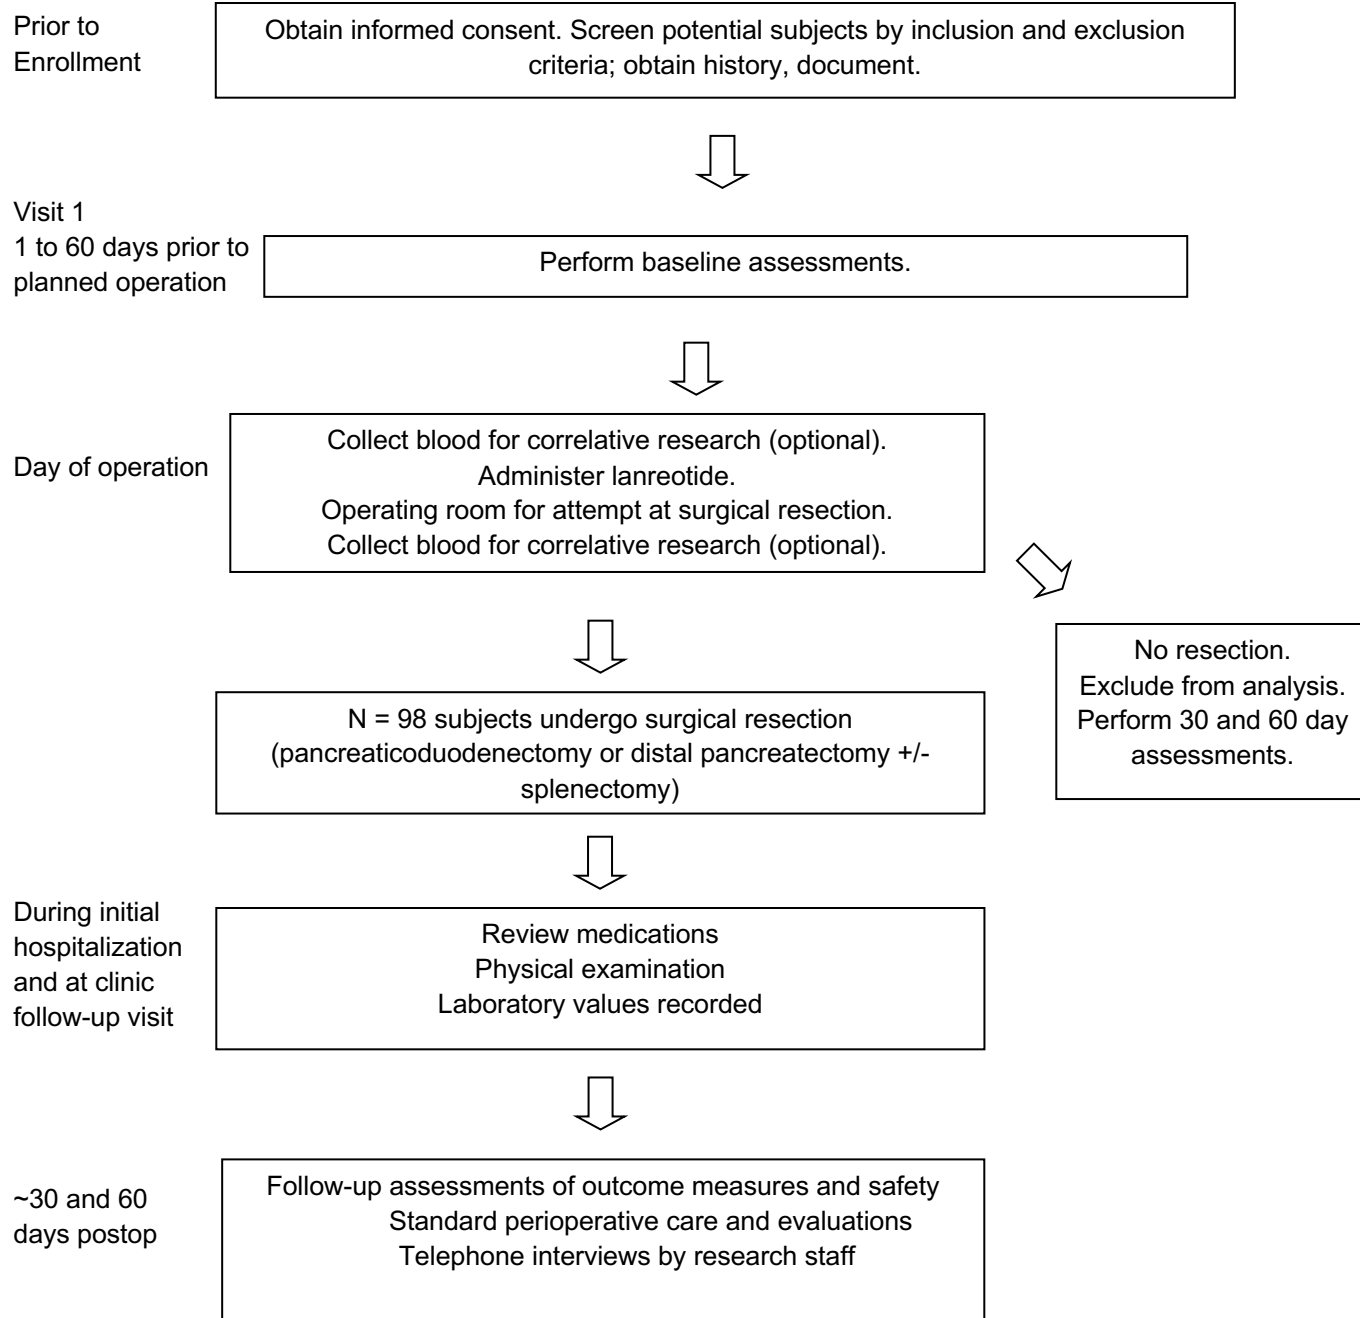 Prior to
Enrollment
Obtain informed consent. Screen potential subjects by inclusion and exclusion
criteria; obtain history, document.
Visit 1
1 to 60 days prior to
planned operation
Perform baseline assessments.
Day of operation
Collect blood for correlative research (optional).
Administer lanreotide.
Operating room for attempt at surgical resection.
Collect blood for correlative research (optional).
No resection.
Exclude from analysis.
Perform 30 and 60 day
assessments.
N = 98 subjects undergo surgical resection
(pancreaticoduodenectomy or distal pancreatectomy +/-
splenectomy)
During initial
hospitalization
and at clinic
follow-up visit
Review medications
Physical examination
Laboratory values recorded
~30 and 60
days postop
Follow-up assessments of outcome measures and safety
Standard perioperative care and evaluations
Telephone interviews by research staff